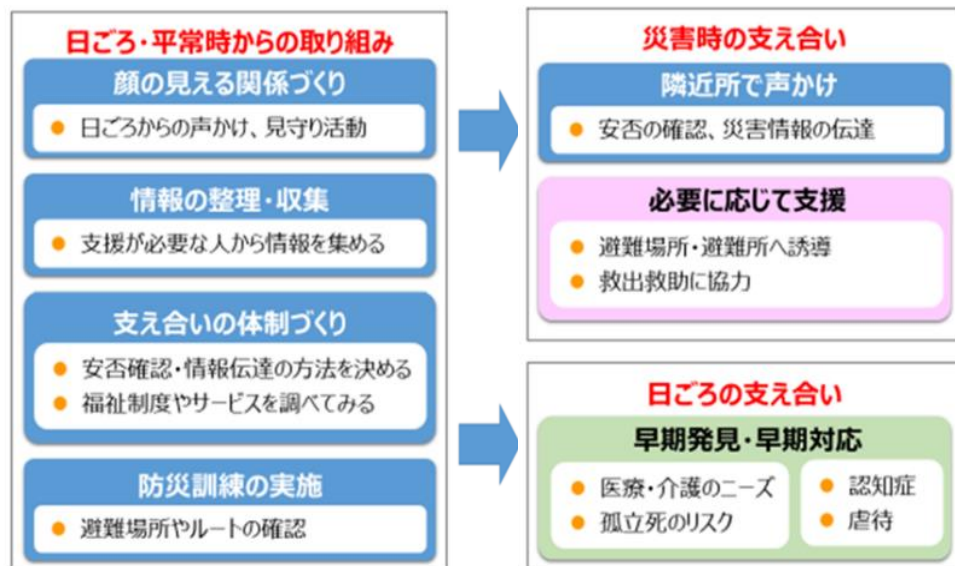 日ごろ・平常時からの取り組み
顔の見える関係づくり
● 日ごろからの声かけ、見守り活動
情報の整理・収集
● 支援が必要な人から情報を集める
支え合いの体制づくり
● 安否確認・情報伝達の方法を決める
● 福祉制度やサービスを調べてみる
防災訓練の実施
● 避難場所やルートの確認
災害時の支え合い
隣近所で声かけ
● 安否の確認、災害情報の伝達
必要に応じて支援
● 避難場所・避難所へ誘導
● 救出救助に協力
日ごろの支え合い
早期発見・早期対応
● 医療・介護のニーズ
● 孤立死のリスク
● 認知症
● 虐待